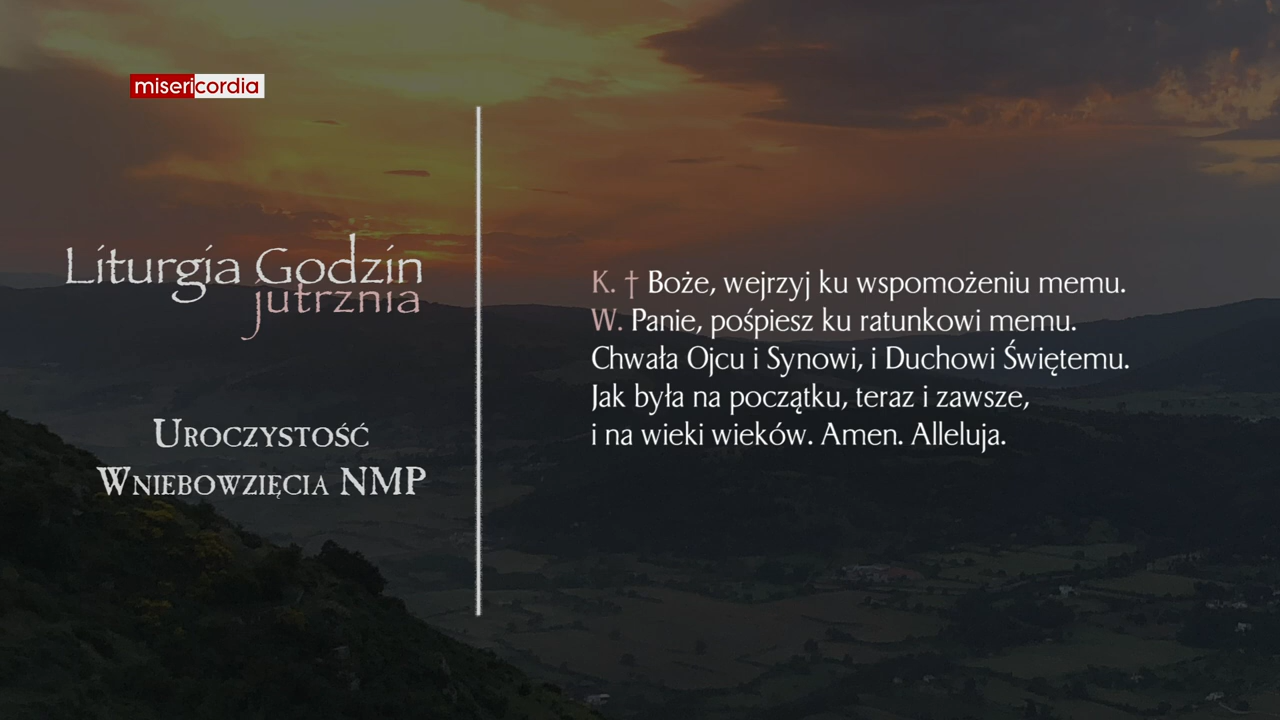 misericordia
Liturgia Godzin
jutrznia
Uroczystość
Wniebowzięcia NMP
K. † Boże, wejrzyj ku wspomożeniu memu.
W. Panie, pośpiesz ku ratunkowi memu.
Chwała Ojcu i Synowi, i Duchowi Świętemu.
Jak była na początku, teraz i zawsze,
i na wieki wieków. Amen. Alleluja.